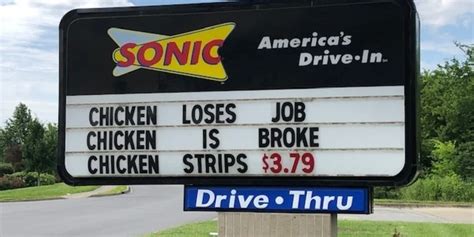 SONIC
America's
Drive-In
CHICKEN LOSES JOB
CHICKEN IS BROKE
CHICKEN STRIPS $3.79
Drive • Thru